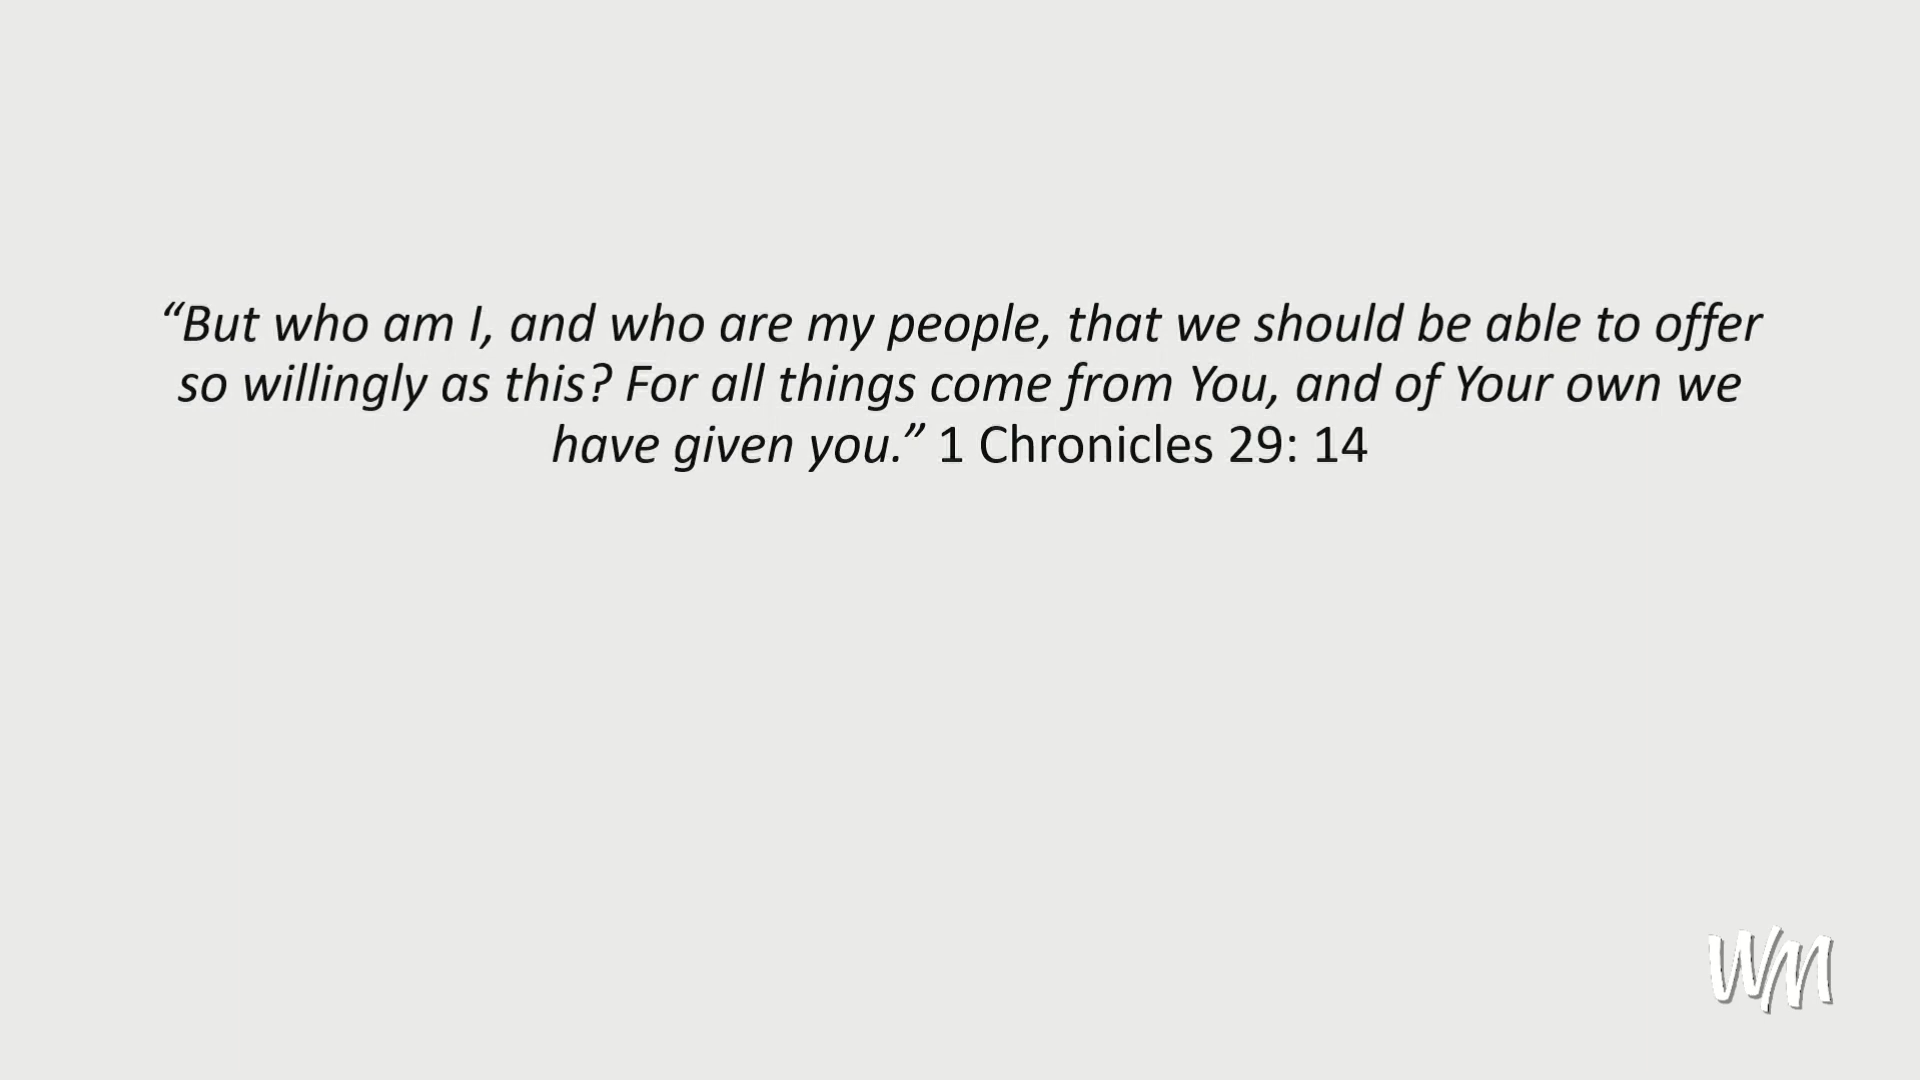 “But who am I, and who are my people, that we should be able to offer
so willingly as this? For all things come from You, and of Your own we
have given you.” 1 Chronicles 29: 14
WM